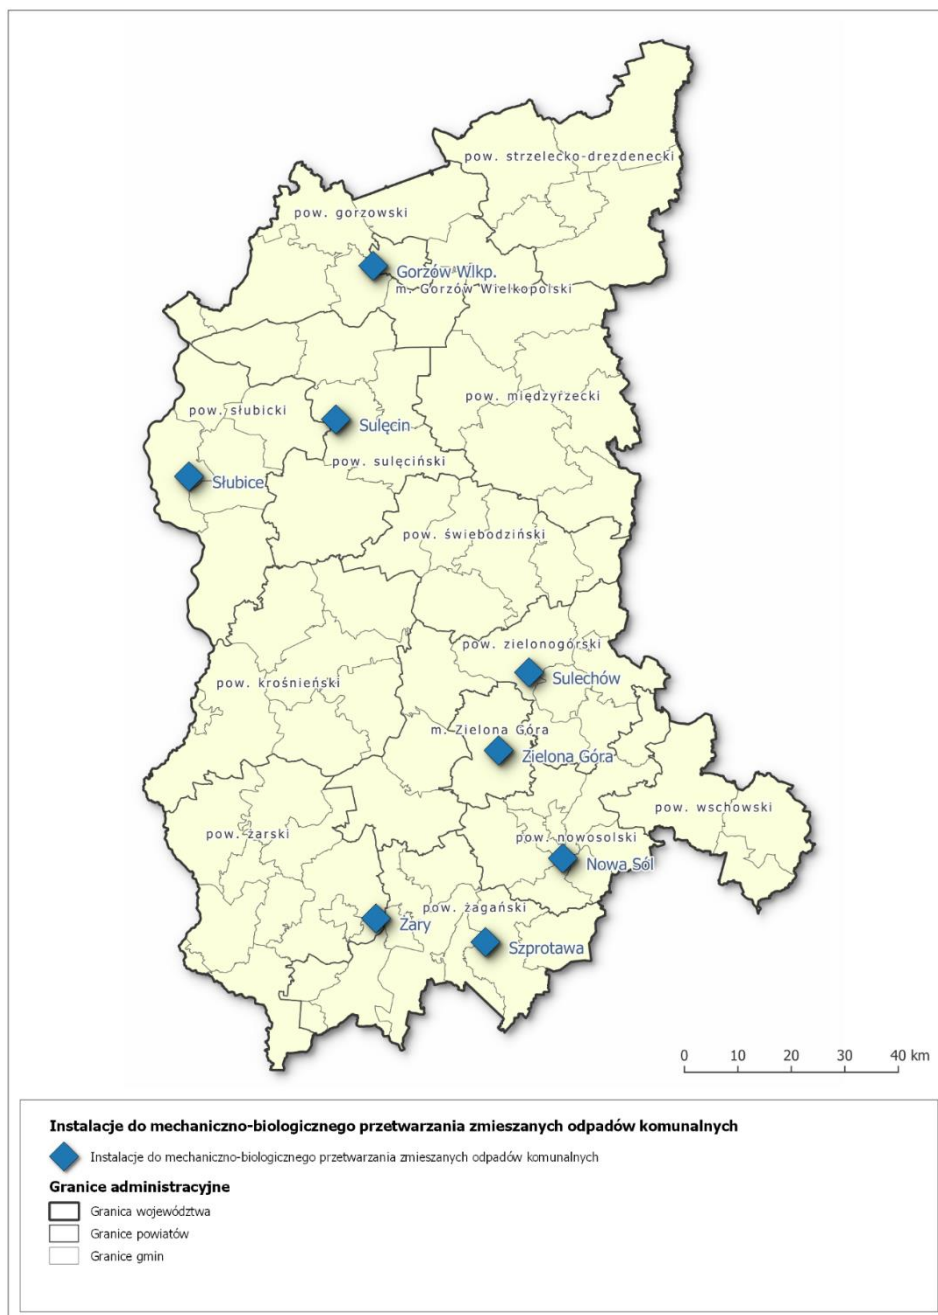 pow. strzelecko-drezdenecki
pow. gorzowski
Gorzów Wlkp.
m. Gorzów Wielkopolski
pow. międzyrzecki
pow. słubicki
Sulęcin
pow. sulęciński
Słubice
pow. świebodziński
pow. zielonogórski
Sulechów
pow. krośnieński
m. Zielona Góra
Zielona Góra
pow. wschowski
pow. żarski
pow. nowosolski
Nowa Sól
pow. żagański
Żary
Szprotawa
0 10 20 30 40 km
Instalacje do mechaniczno-biologicznego przetwarzania zmieszanych odpadów komunalnych
Instalacje do mechaniczno-biologicznego przetwarzania zmieszanych odpadów komunalnych
Granice administracyjne
Granica województwa
Granice powiatów
Granice gmin